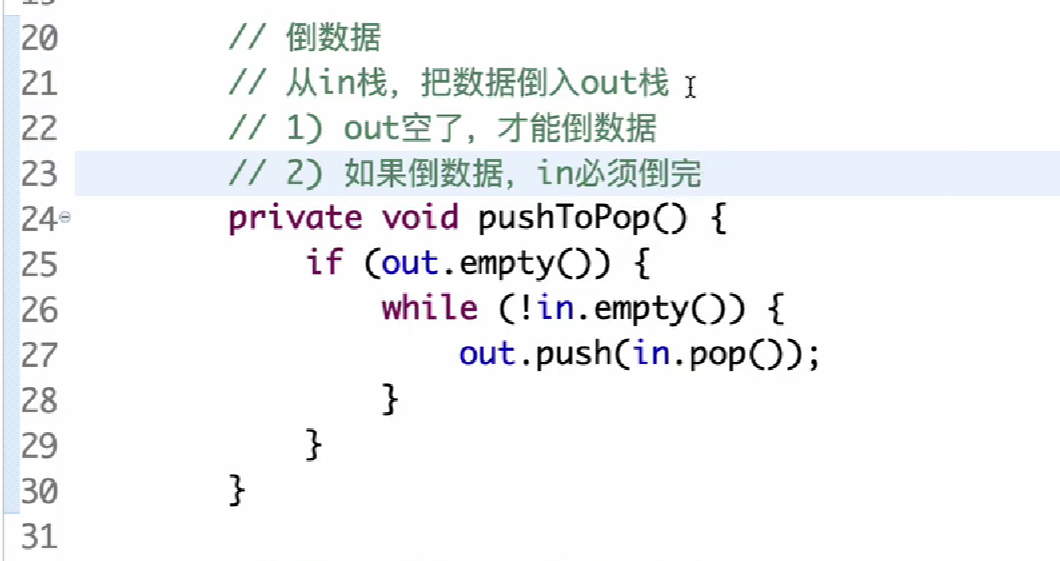 20 // 倒数据
21 // 从in栈，把数据倒入out栈
22 // 1) out空了，才能倒数据
23 // 2) 如果倒数据，in必须倒完
24 private void pushToPop() {
25 if (out.empty()) {
26 while (!in.empty()) {
27 out.push(in.pop());
28 }
29 }
30 }
31